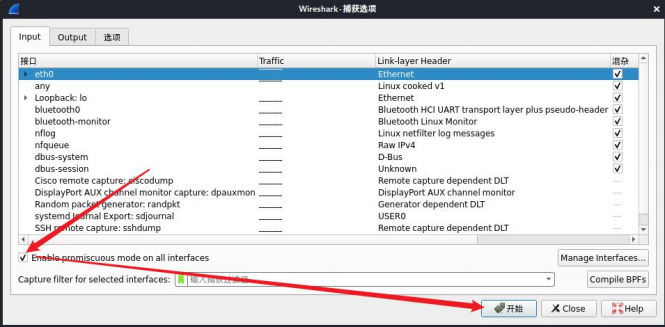 Wireshark · 捕获选项
Input Output 选项
接口 Traffic Link-layer Header 混杂
eth0 Ethernet
any Linux cooked v1
Loopback: lo Ethernet
bluetooth0 Bluetooth HCI UART transport layer plus pseudo-header
bluetooth-monitor Bluetooth Linux Monitor
nflog Linux netfilter log messages
nfqueue Raw IPv4
dbus-system D-Bus
dbus-session Unknown
Cisco remote capture: ciscodump Remote capture dependent DLT
DisplayPort AUX channel monitor capture: dpauxmon DisplayPort AUX channel monitor
Random packet generator: randpkt Generator dependent DLT
systemd Journal Export: sdjournal USER0
SSH remote capture: sshdump Remote capture dependent DLT
Enable promiscuous mode on all interfaces Manage Interfaces...
Capture filter for selected interfaces: 输入捕获过滤器 Compile BPFs
开始 Close Help